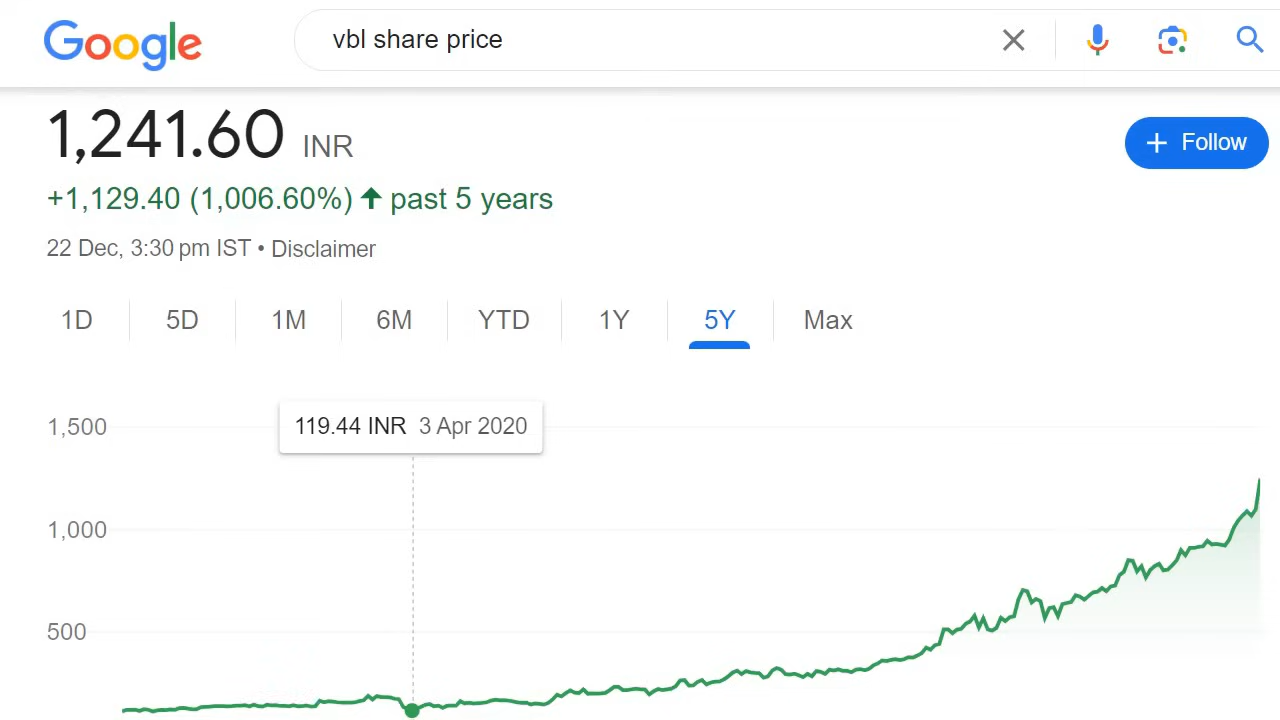 Google
vbl share price
1,241.60 INR
+ Follow
+1,129.40 (1,006.60%) ↑ past 5 years
22 Dec, 3:30 pm IST • Disclaimer
1D 5D 1M 6M YTD 1Y 5Y Max
119.44 INR 3 Apr 2020
1,500
1,000
500